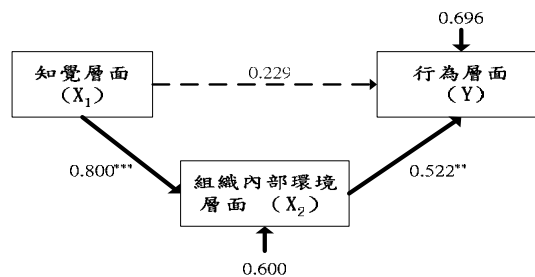 0.696
知覺層面
（X₁）
0.229
行為層面
（Y）
0.800***
組織內部環境
層面 （X₂）
0.522**
0.600